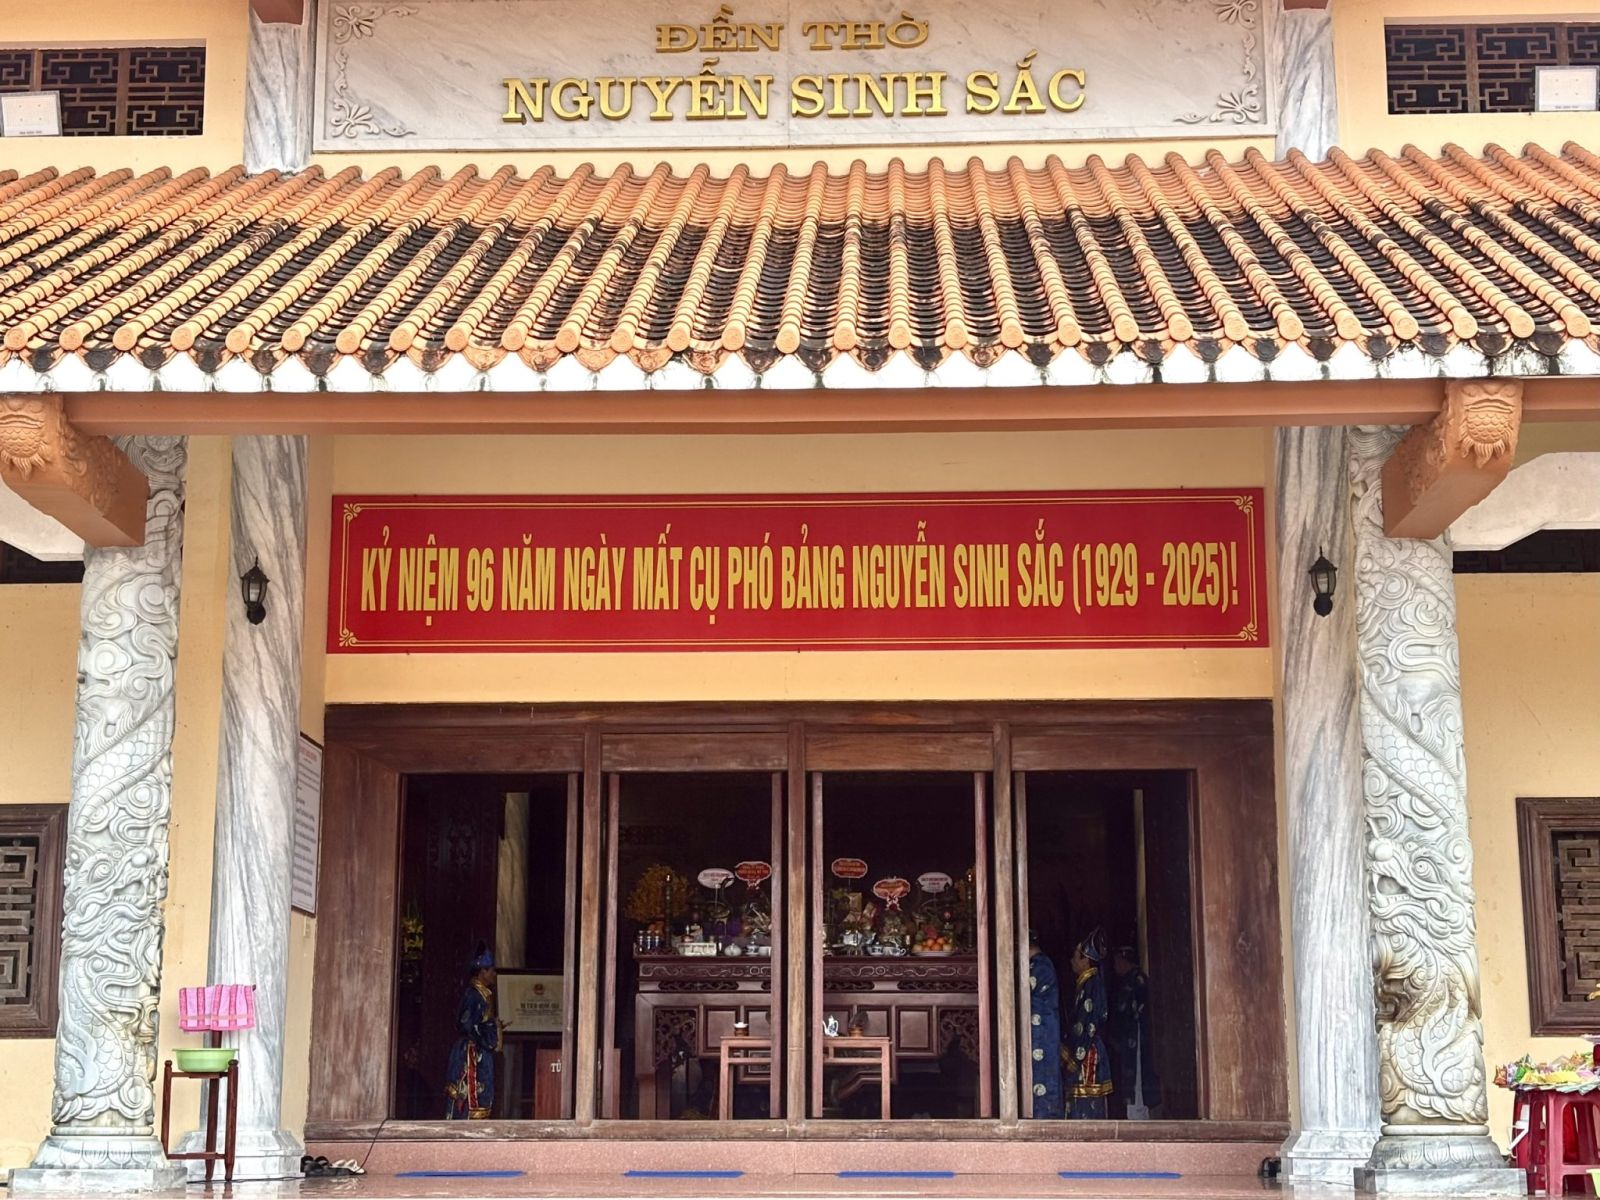 ĐỀN THỜ
NGUYỄN SINH SẮC
KỶ NIỆM 96 NĂM NGÀY MẤT CỤ PHÓ BẢNG NGUYỄN SINH SẮC (1929 - 2025)!